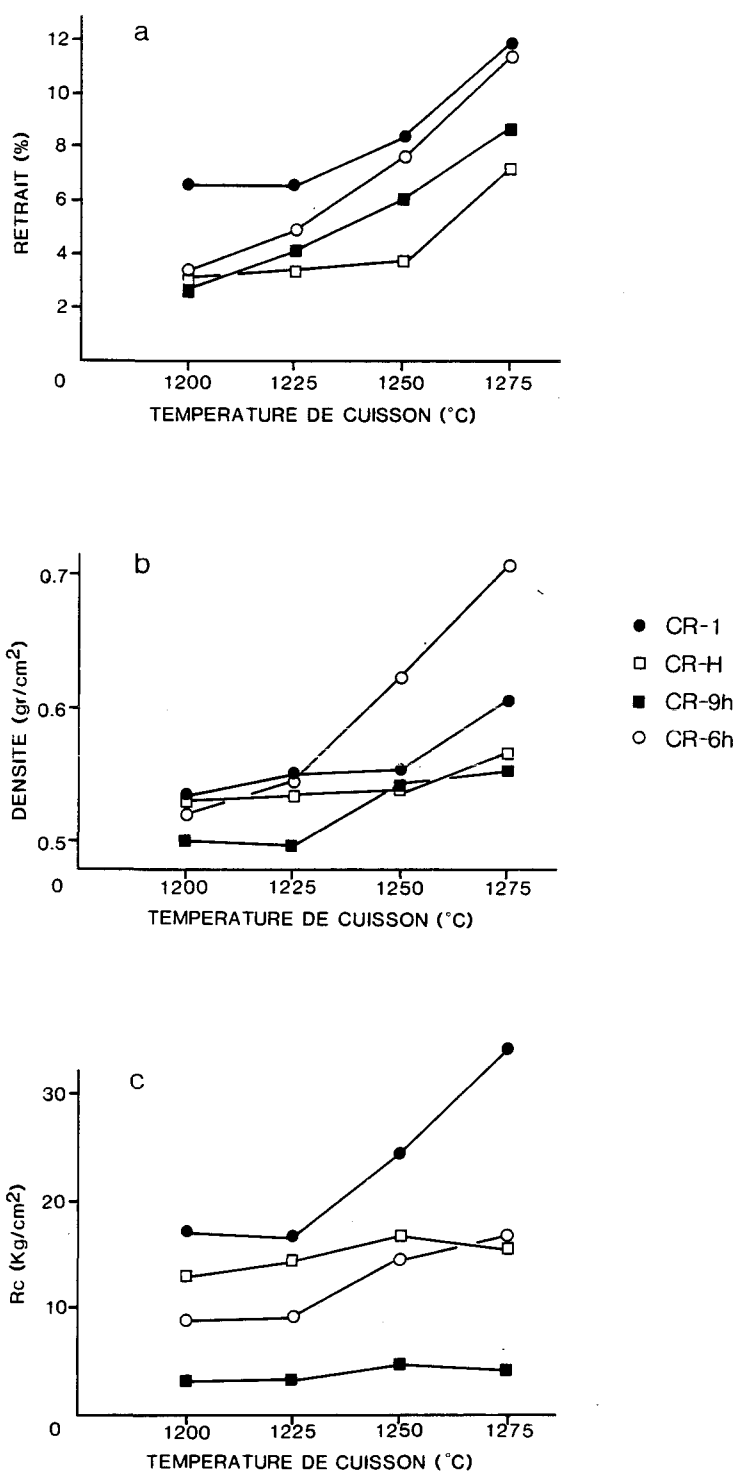 a
12
10
8
6
4
2
0
RETRAIT (%)
1200 1225 1250 1275
TEMPERATURE DE CUISSON (°C)
b
0.7
0.6
0.5
0
DENSITE (gr/cm²)
1200 1225 1250 1275
TEMPERATURE DE CUISSON (°C)
CR-1
CR-H
CR-9h
CR-6h
c
30
20
10
0
Rc (Kg/cm²)
1200 1225 1250 1275
TEMPERATURE DE CUISSON (°C)